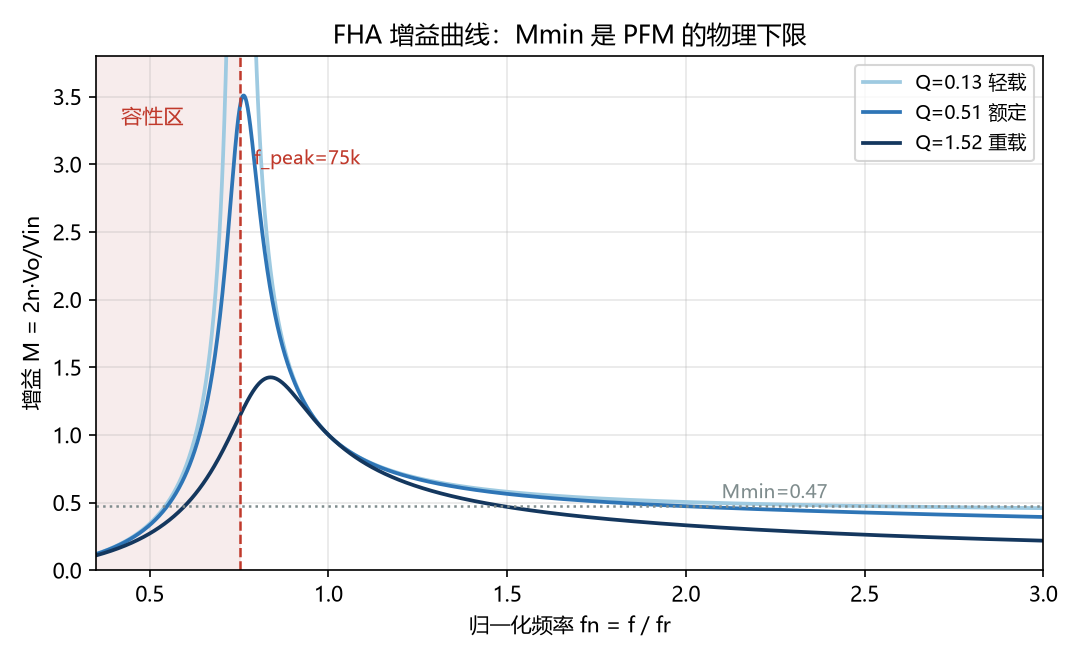 FHA 增益曲线：Mmin 是 PFM 的物理下限
Q=0.13 轻载
Q=0.51 额定
Q=1.52 重载
容性区
f_peak=75k
Mmin=0.47
增益 M = 2n·Vo/Vin
3.5
3.0
2.5
2.0
1.5
1.0
0.5
0.0
0.5
1.0
1.5
2.0
2.5
3.0
归一化频率 fn = f / fr